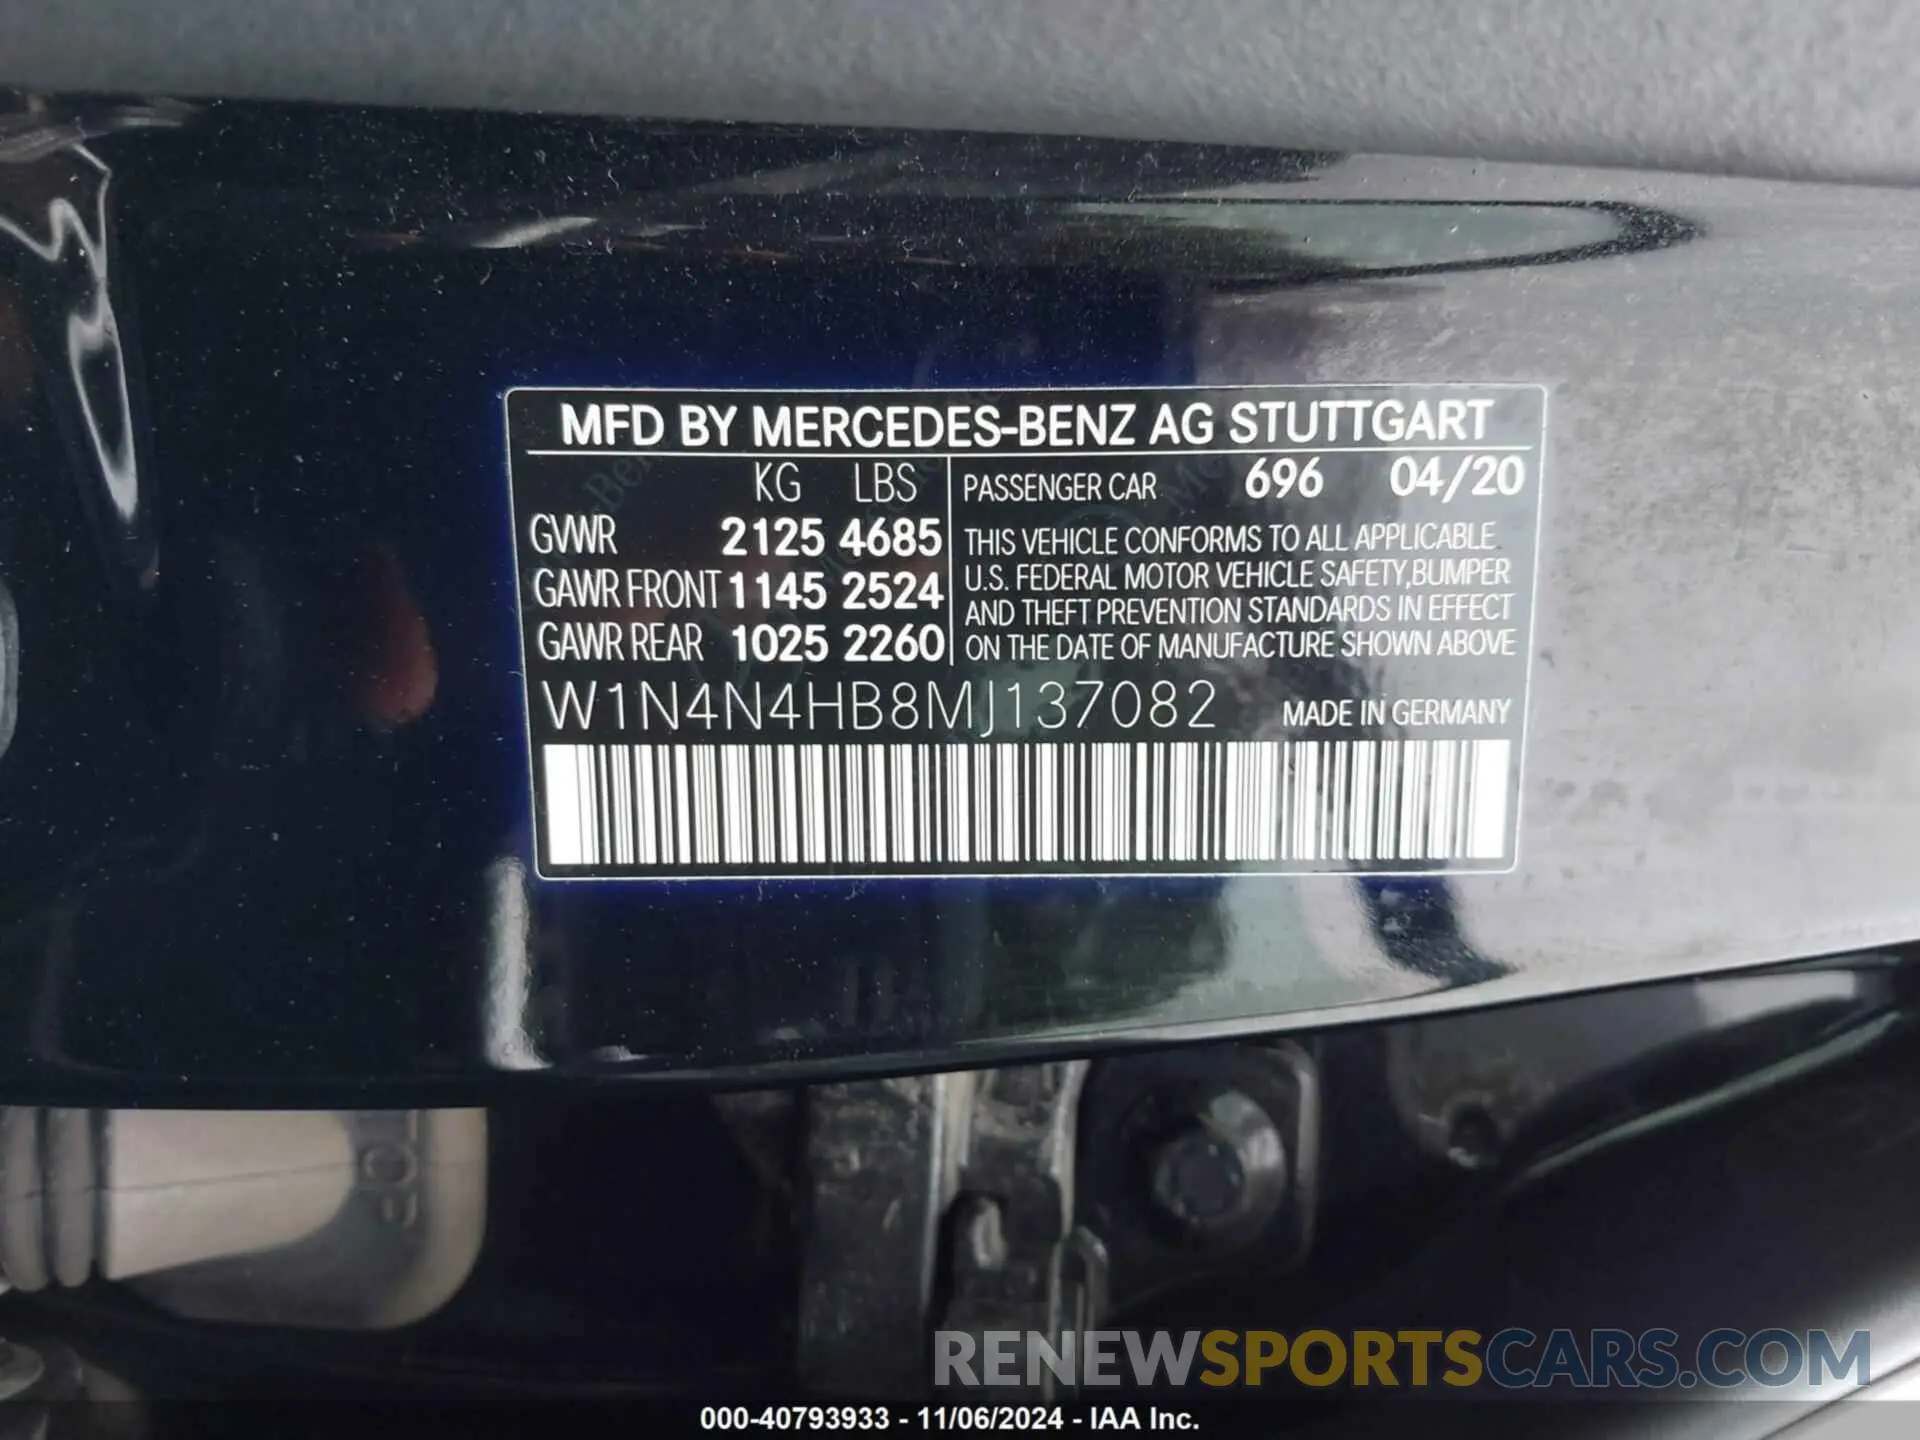 MFD BY MERCEDES-BENZ AG STUTTGART
KG LBS
GVWR 2125 4685
GAWR FRONT 1145 2524
GAWR REAR 1025 2260
PASSENGER CAR 696 04/20
THIS VEHICLE CONFORMS TO ALL APPLICABLE
U.S. FEDERAL MOTOR VEHICLE SAFETY,BUMPER
AND THEFT PREVENTION STANDARDS IN EFFECT
ON THE DATE OF MANUFACTURE SHOWN ABOVE
W1N4N4HB8MJ137082 MADE IN GERMANY
TOP
RENEWSPORTSCARS.COM
000-40793933 - 11/06/2024 - IAA Inc.